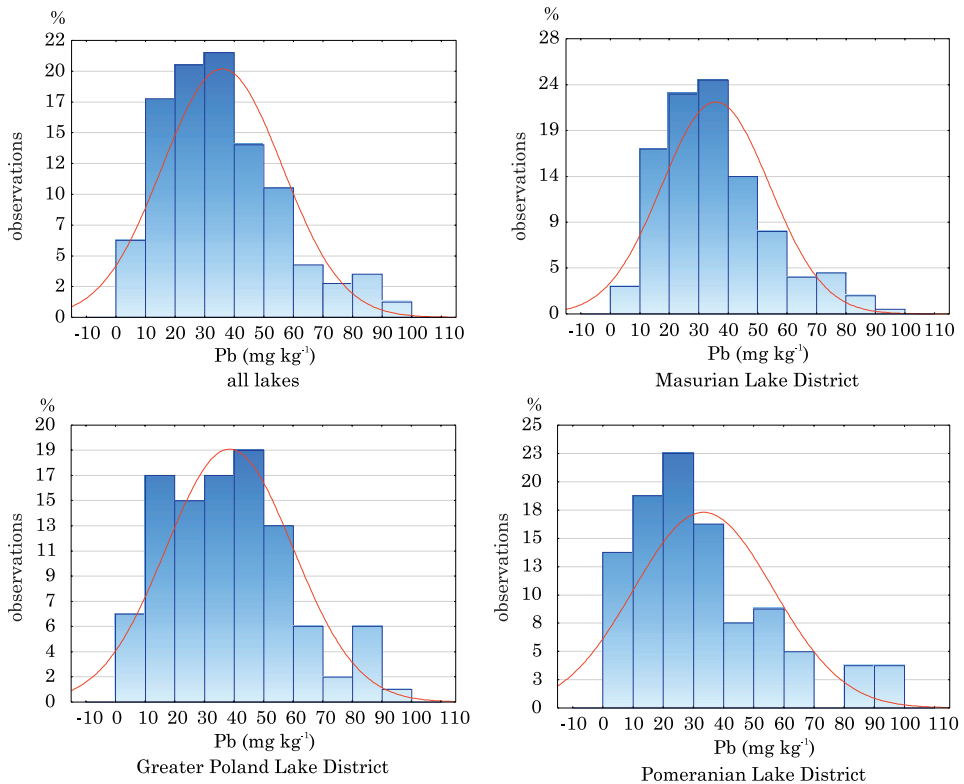 %
22
20
17
15
12
10
7
5
2
0
observations
-10 0 10 20 30 40 50 60 70 80 90 100 110
Pb (mg kg-1)
all lakes
%
28
24
19
14
9
5
0
observations
-10 0 10 20 30 40 50 60 70 80 90 100 110
Pb (mg kg-1)
Masurian Lake District
%
20
19
17
15
13
11
9
7
6
4
2
0
observations
-10 0 10 20 30 40 50 60 70 80 90 100 110
Pb (mg kg-1)
Greater Poland Lake District
%
25
23
20
18
15
13
10
8
5
3
0
observations
-10 0 10 20 30 40 50 60 70 80 90 100 110
Pb (mg kg-1)
Pomeranian Lake District